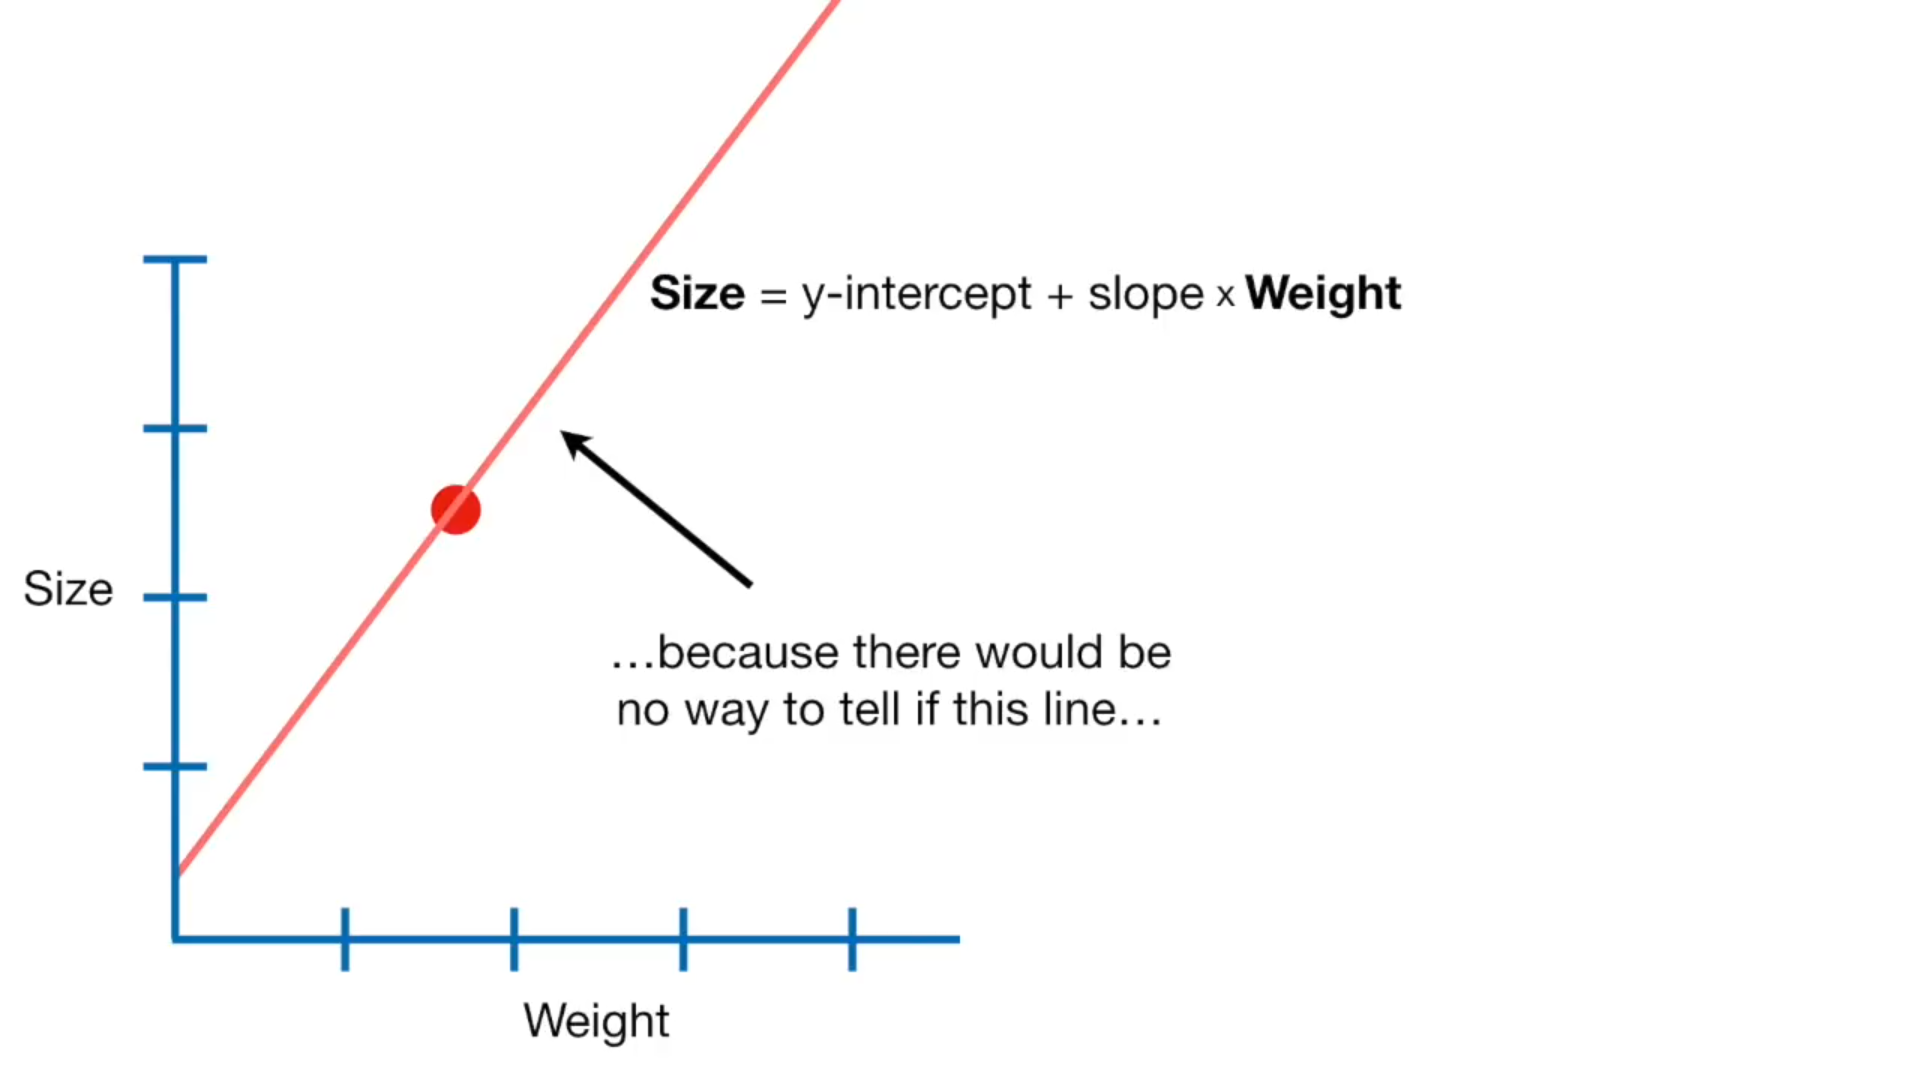 Size = y-intercept + slope x Weight
Size
…because there would be
no way to tell if this line…
Weight